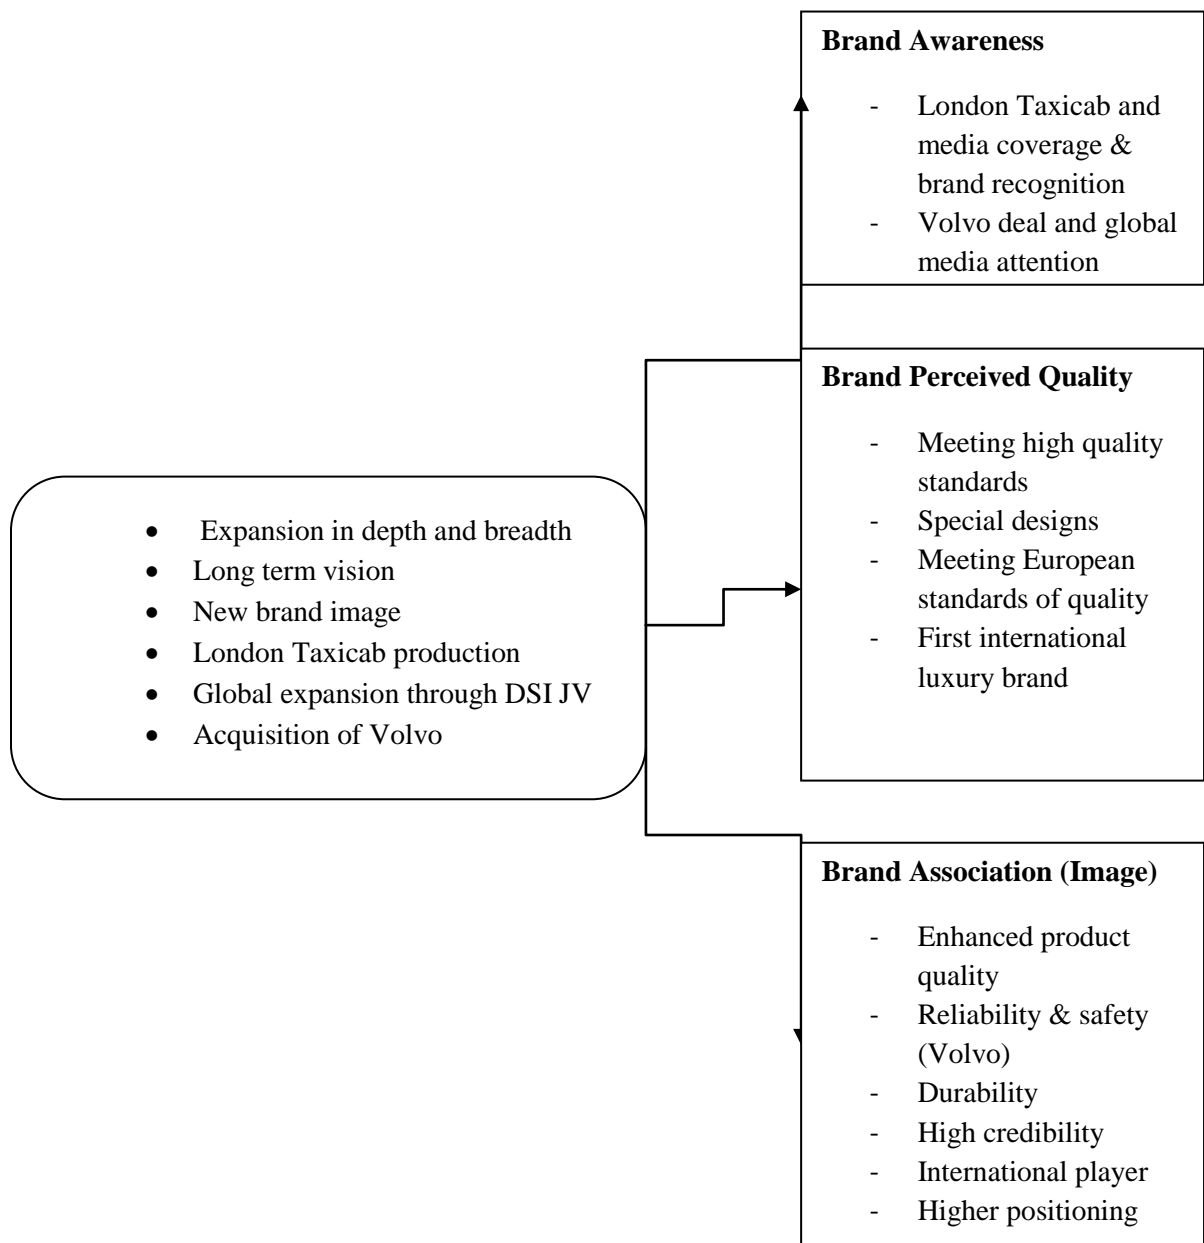 Brand Awareness
- London Taxicab and
media coverage &
brand recognition
- Volvo deal and global
media attention
Brand Perceived Quality
- Meeting high quality
standards
- Special designs
- Meeting European
standards of quality
- First international
luxury brand
• Expansion in depth and breadth
• Long term vision
• New brand image
• London Taxicab production
• Global expansion through DSI JV
• Acquisition of Volvo
Brand Association (Image)
- Enhanced product
quality
- Reliability & safety
(Volvo)
- Durability
- High credibility
- International player
- Higher positioning